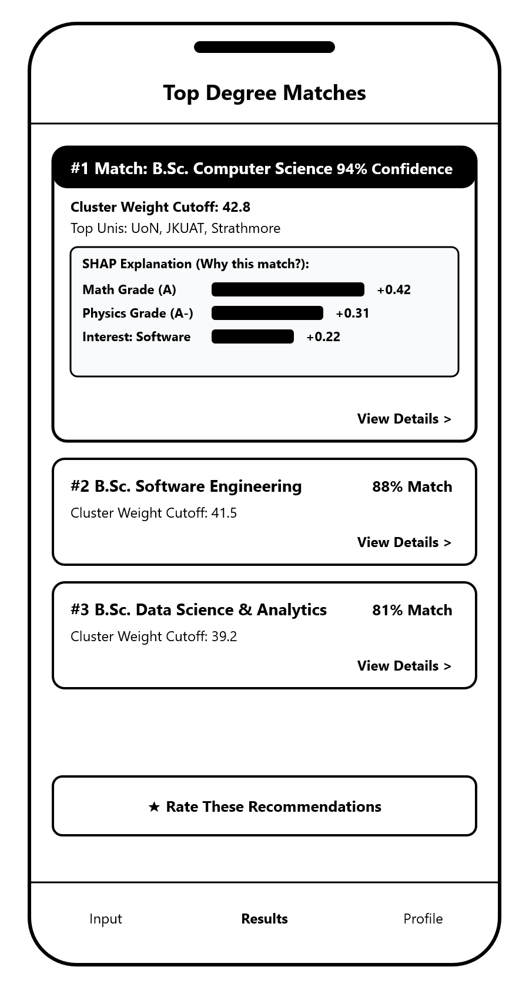 Top Degree Matches
#1 Match: B.Sc. Computer Science 94% Confidence
Cluster Weight Cutoff: 42.8
Top Unis: UoN, JKUAT, Strathmore
SHAP Explanation (Why this match?):
Math Grade (A) +0.42
Physics Grade (A-) +0.31
Interest: Software +0.22
View Details >
#2 B.Sc. Software Engineering 88% Match
Cluster Weight Cutoff: 41.5
View Details >
#3 B.Sc. Data Science & Analytics 81% Match
Cluster Weight Cutoff: 39.2
View Details >
★ Rate These Recommendations
Input Results Profile